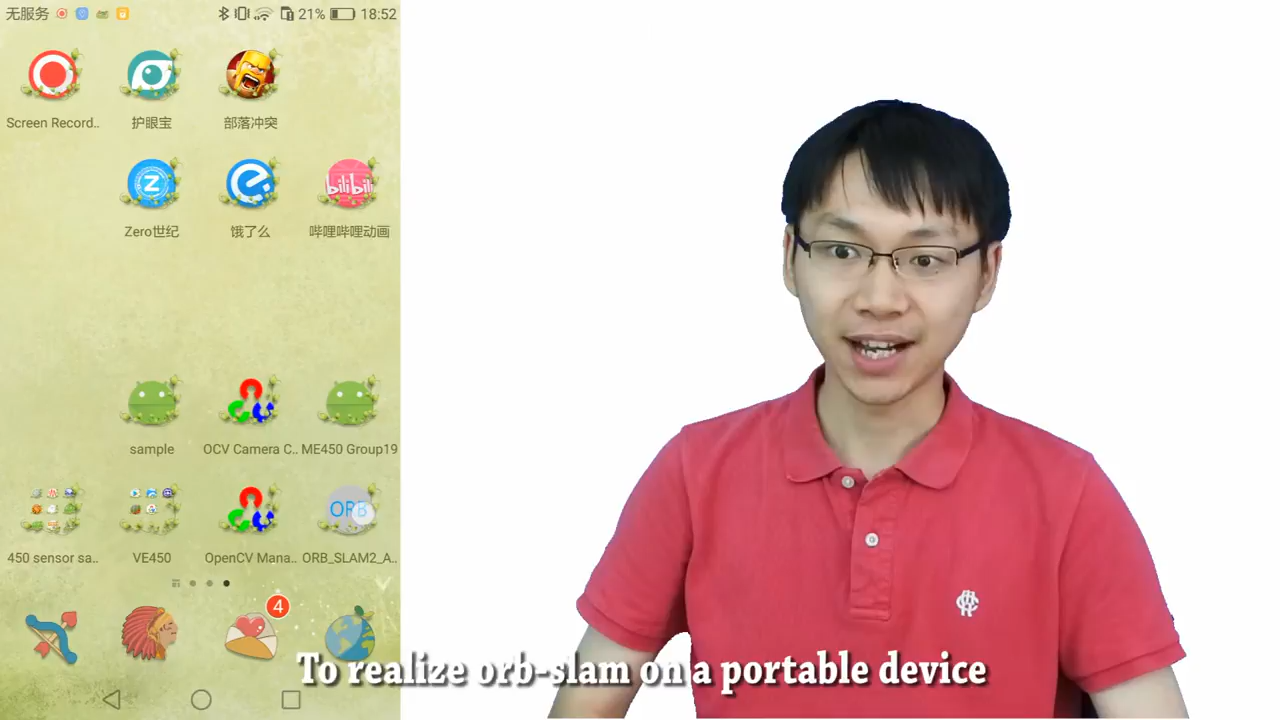 无服务
21%
18:52
Screen Record..
护眼宝
部落冲突
Zero世纪
饿了么
bilibili
哔哩哔哩动画
sample
OCV Camera C..
ME450 Group19
ORB
450 sensor sa..
VE450
OpenCV Mana..
ORB_SLAM2_A..
4
To realize orb-slam on a portable device